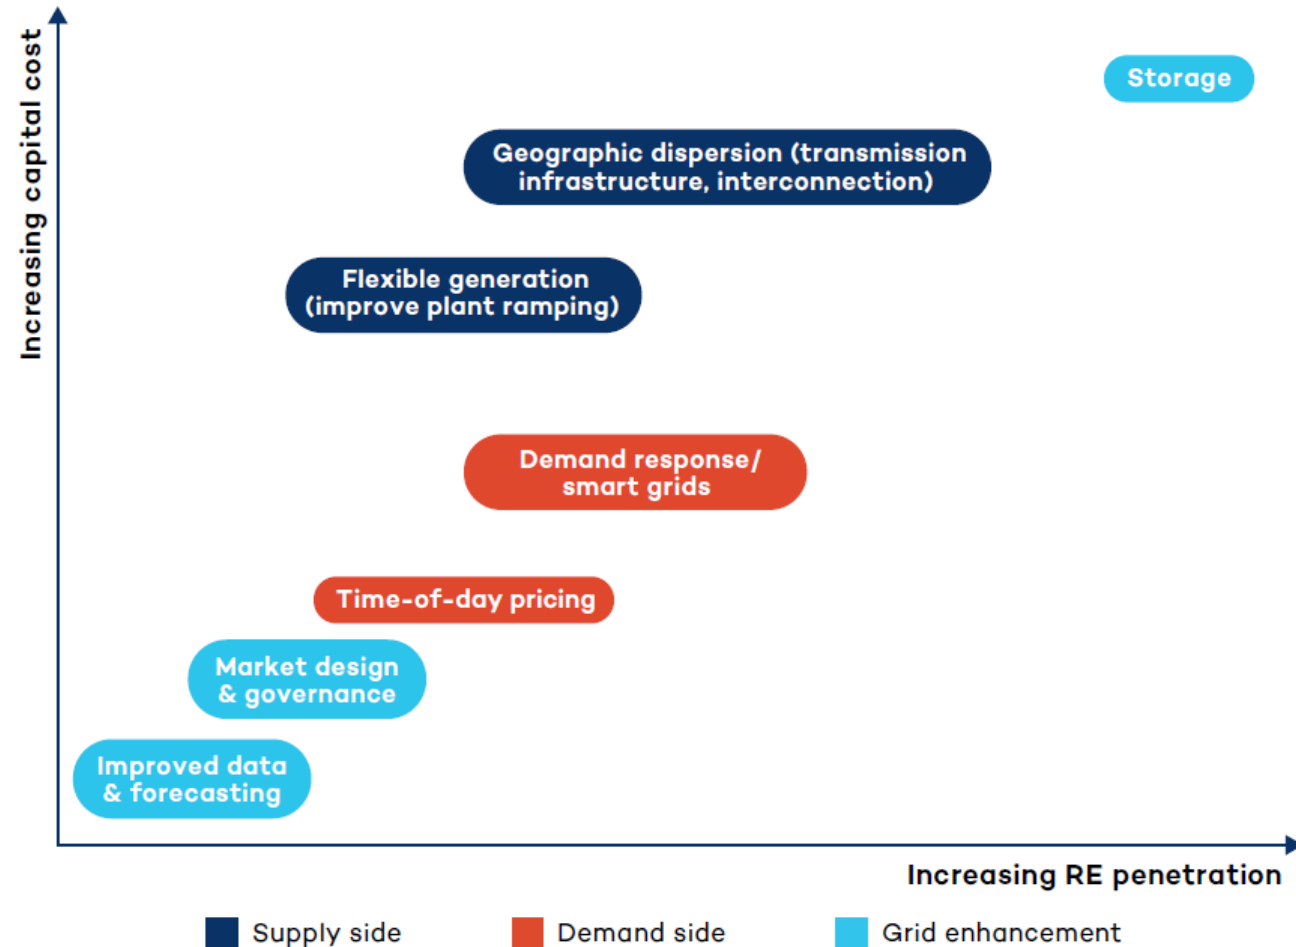 Increasing capital cost
Storage
Geographic dispersion (transmission
infrastructure, interconnection)
Flexible generation
(improve plant ramping)
Demand response/
smart grids
Time-of-day pricing
Market design
& governance
Improved data
& forecasting
Increasing RE penetration
Supply side
Demand side
Grid enhancement